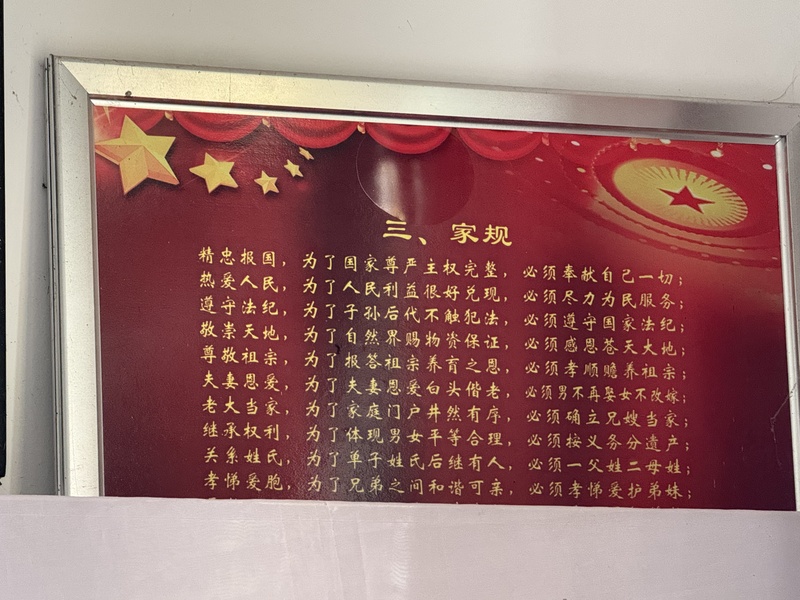 三、家规
精忠报国，为了国家尊严主权完整，必须奉献自己一切；
热爱人民，为了人民利益很好兑现，必须尽力为民服务；
遵守法纪，为了子孙后代不触犯法，必须遵守国家法纪；
敬崇天地，为了自然界赐物资保证，必须感恩苍天大地；
尊敬祖宗，为了报答祖宗养育之恩，必须孝顺赡养祖宗；
夫妻恩爱，为了夫妻恩爱白头偕老，必须男不再娶女不改嫁；
老大当家，为了家庭门户井然有序，必须确立兄嫂当家；
继承权利，为了体现男女平等合理，必须按义务分遗产；
关系姓氏，为了单子姓氏后继有人，必须一父姓二母姓；
孝悌爱胞，为了兄弟之间和谐可亲，必须孝悌爱护弟妹；